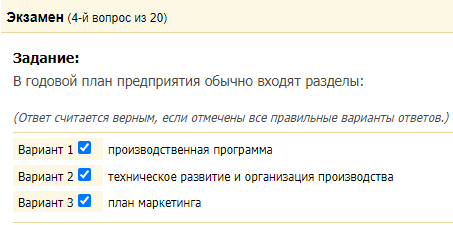 Экзамен (4-й вопрос из 20)
Задание:
В годовой план предприятия обычно входят разделы:
(Ответ считается верным, если отмечены все правильные варианты ответов.)
Вариант 1 производственная программа
Вариант 2 техническое развитие и организация производства
Вариант 3 план маркетинга